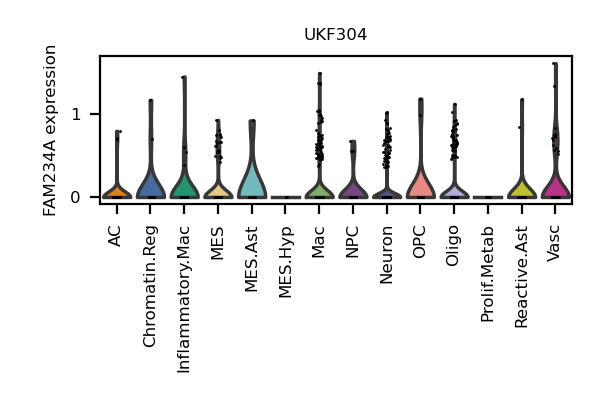 UKF304
FAM234A expression
1
0
AC
Chromatin.Reg
Inflammatory.Mac
MES
MES.Ast
MES.Hyp
Mac
NPC
Neuron
OPC
Oligo
Prolif.Metab
Reactive.Ast
Vasc